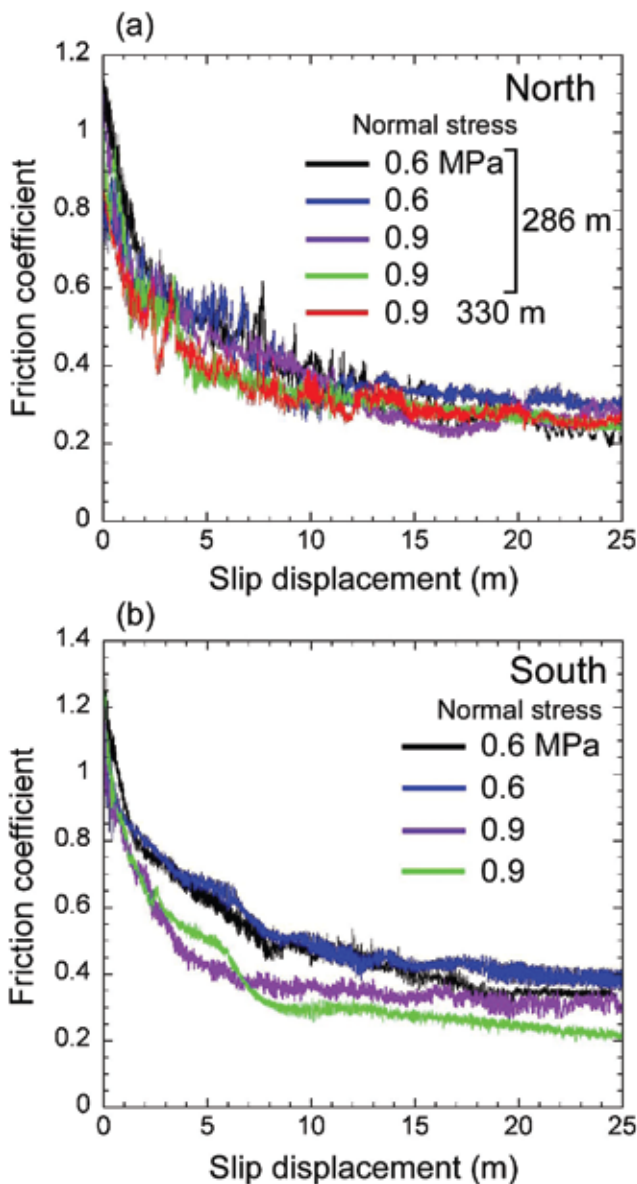 (a)
North
Normal stress
0.6 MPa
0.6
0.9
0.9
0.9 330 m
286 m
Friction coefficient
1.2
1
0.8
0.6
0.4
0.2
0
0 5 10 15 20 25
Slip displacement (m)
(b)
South
Normal stress
0.6 MPa
0.6
0.9
0.9
Friction coefficient
1.4
1.2
1
0.8
0.6
0.4
0.2
0
0 5 10 15 20 25
Slip displacement (m)